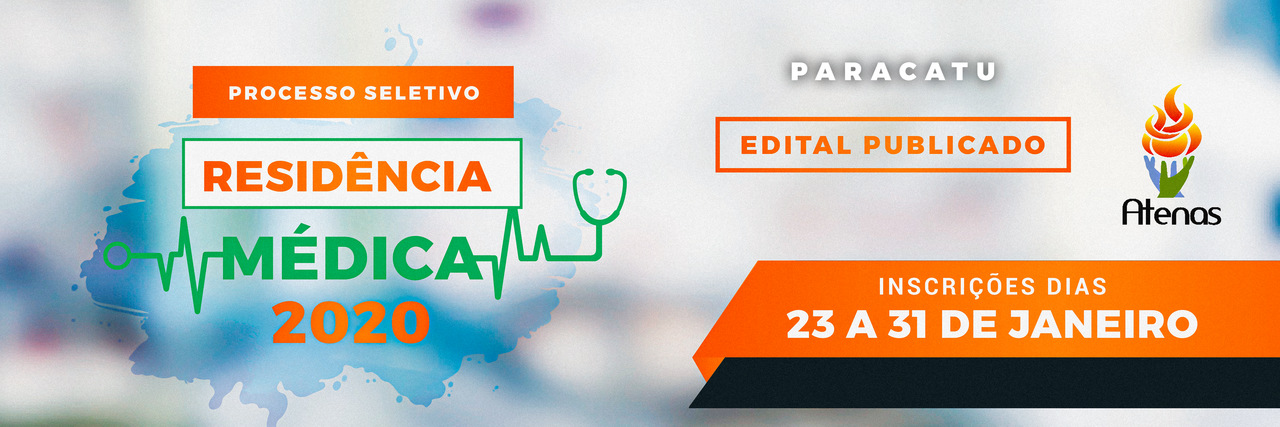 PROCESSO SELETIVO
RESIDÊNCIA
MÉDICA
2020
PARACATU
EDITAL PUBLICADO
Atenas
INSCRIÇÕES DIAS
23 A 31 DE JANEIRO